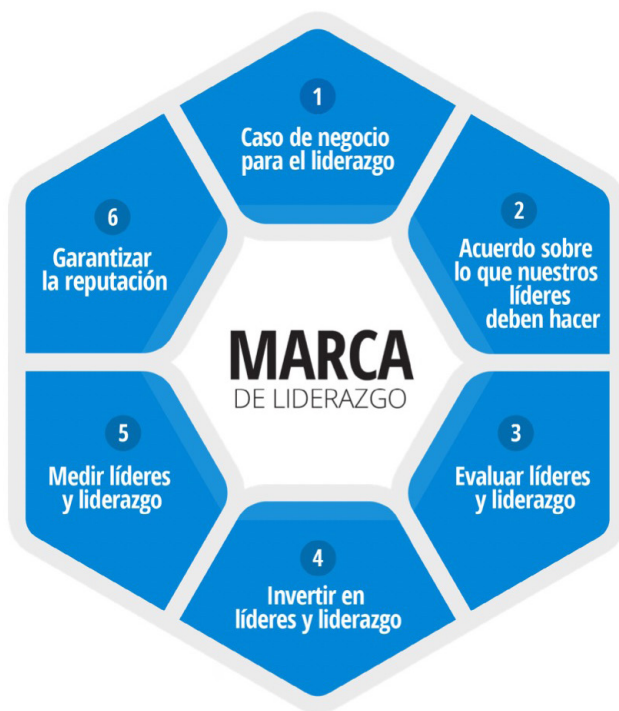 1
Caso de negocio
para el liderazgo
2
Acuerdo sobre
lo que nuestros
líderes
deben hacer
3
Evaluar líderes
y liderazgo
4
Invertir en
líderes y liderazgo
5
Medir líderes
y liderazgo
6
Garantizar
la reputación
MARCA
DE LIDERAZGO